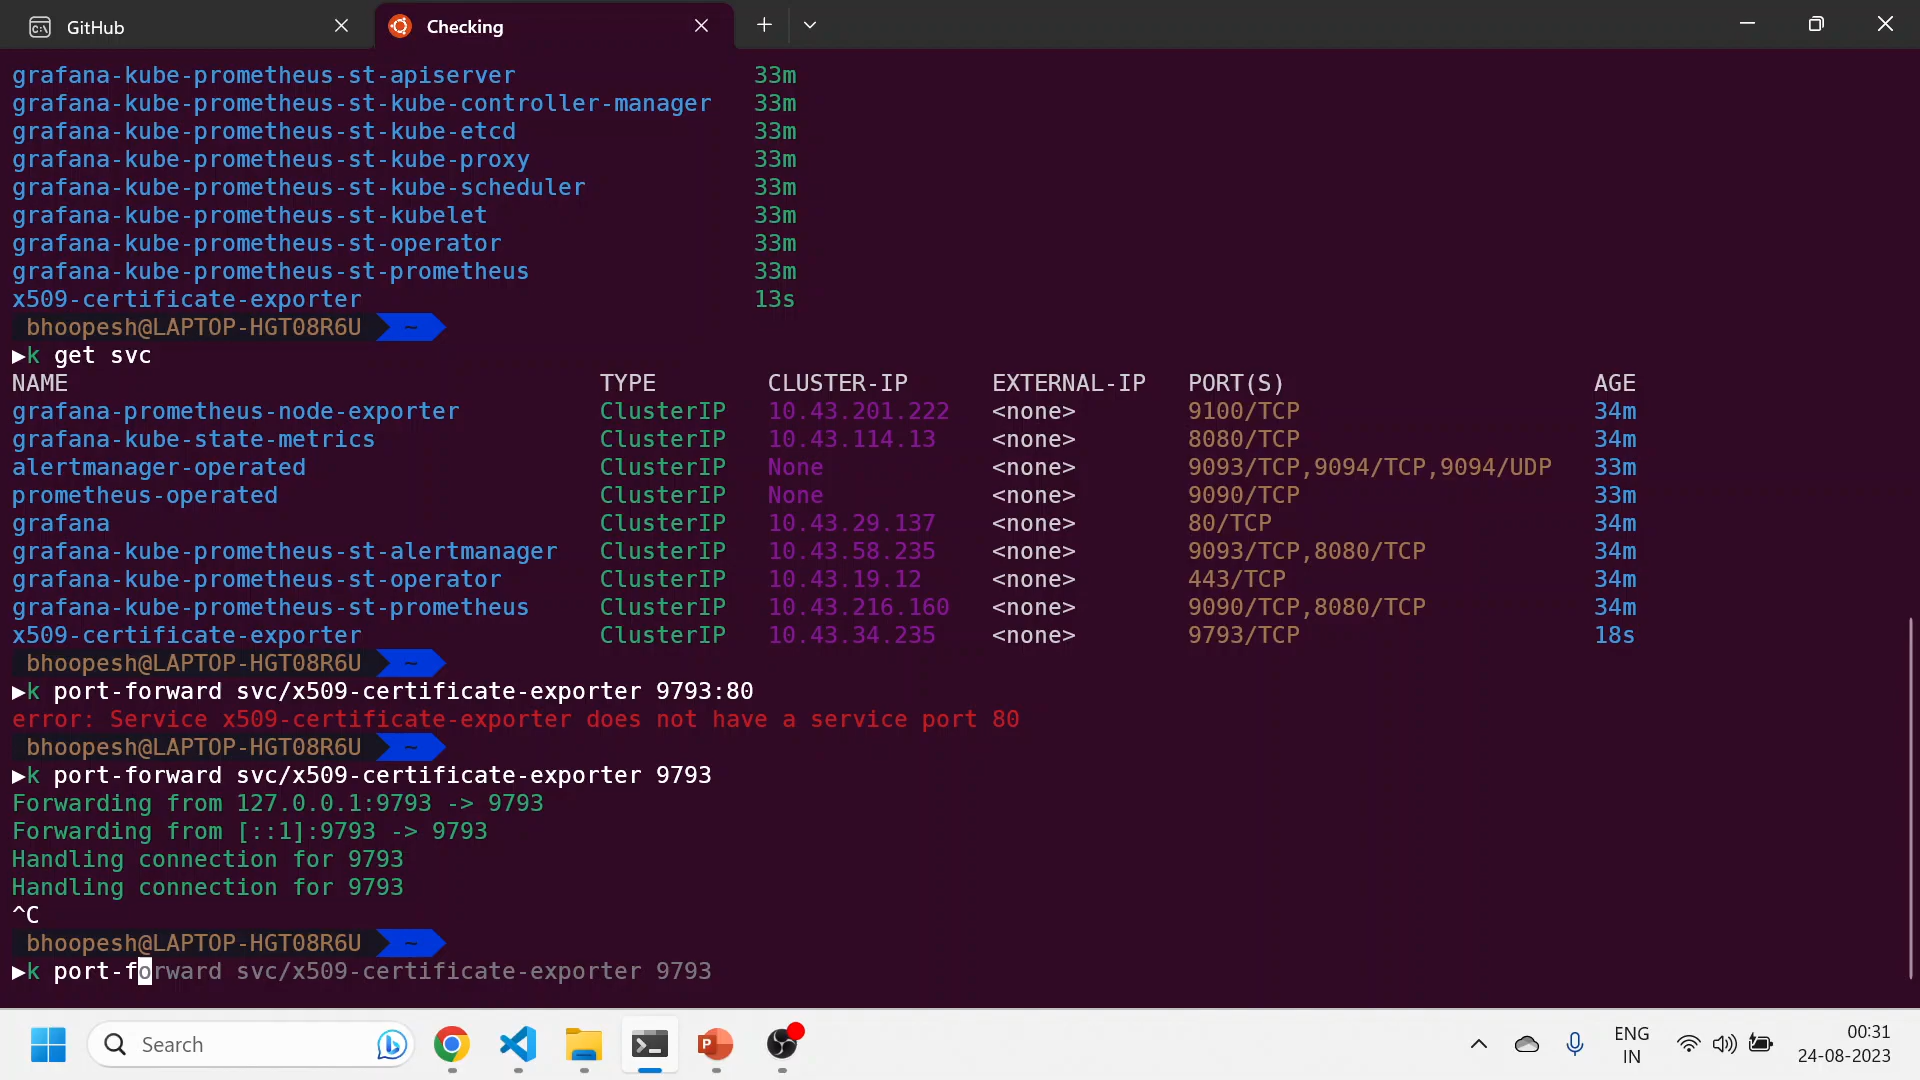 GitHub
Checking
grafana-kube-prometheus-st-apiserver 33m
grafana-kube-prometheus-st-kube-controller-manager 33m
grafana-kube-prometheus-st-kube-etcd 33m
grafana-kube-prometheus-st-kube-proxy 33m
grafana-kube-prometheus-st-kube-scheduler 33m
grafana-kube-prometheus-st-kubelet 33m
grafana-kube-prometheus-st-operator 33m
grafana-kube-prometheus-st-prometheus 33m
x509-certificate-exporter 13s
bhoopesh@LAPTOP-HGT08R6U ~
▶k get svc
NAME TYPE CLUSTER-IP EXTERNAL-IP PORT(S) AGE
grafana-prometheus-node-exporter ClusterIP 10.43.201.222 <none> 9100/TCP 34m
grafana-kube-state-metrics ClusterIP 10.43.114.13 <none> 8080/TCP 34m
alertmanager-operated ClusterIP None <none> 9093/TCP,9094/TCP,9094/UDP 33m
prometheus-operated ClusterIP None <none> 9090/TCP 33m
grafana ClusterIP 10.43.29.137 <none> 80/TCP 34m
grafana-kube-prometheus-st-alertmanager ClusterIP 10.43.58.235 <none> 9093/TCP,8080/TCP 34m
grafana-kube-prometheus-st-operator ClusterIP 10.43.19.12 <none> 443/TCP 34m
grafana-kube-prometheus-st-prometheus ClusterIP 10.43.216.160 <none> 9090/TCP,8080/TCP 34m
x509-certificate-exporter ClusterIP 10.43.34.235 <none> 9793/TCP 18s
bhoopesh@LAPTOP-HGT08R6U ~
▶k port-forward svc/x509-certificate-exporter 9793:80
error: Service x509-certificate-exporter does not have a service port 80
bhoopesh@LAPTOP-HGT08R6U ~
▶k port-forward svc/x509-certificate-exporter 9793
Forwarding from 127.0.0.1:9793 -> 9793
Forwarding from [::1]:9793 -> 9793
Handling connection for 9793
Handling connection for 9793
^C
bhoopesh@LAPTOP-HGT08R6U ~
▶k port-forward svc/x509-certificate-exporter 9793
Search
ENG
IN
00:31
24-08-2023